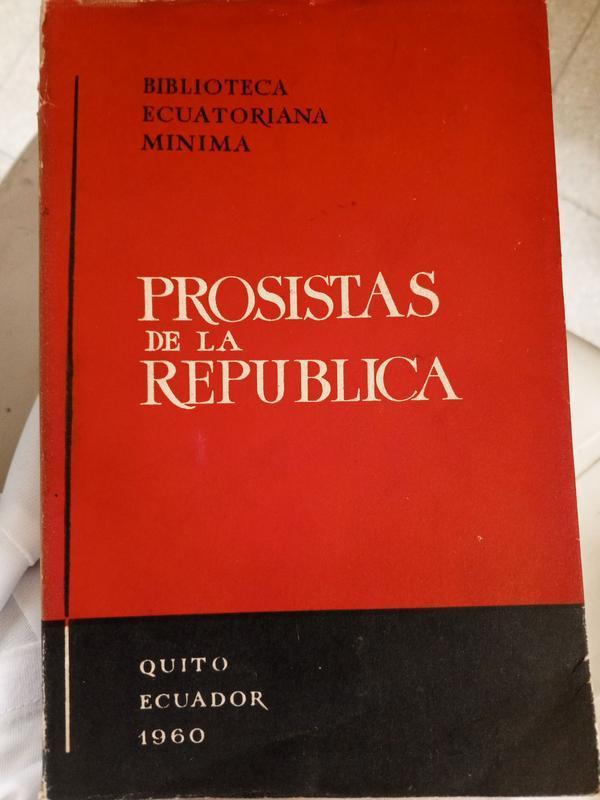 BIBLIOTECA
ECUATORIANA
MINIMA
PROSISTAS
DE LA
REPUBLICA
QUITO
ECUADOR
1960